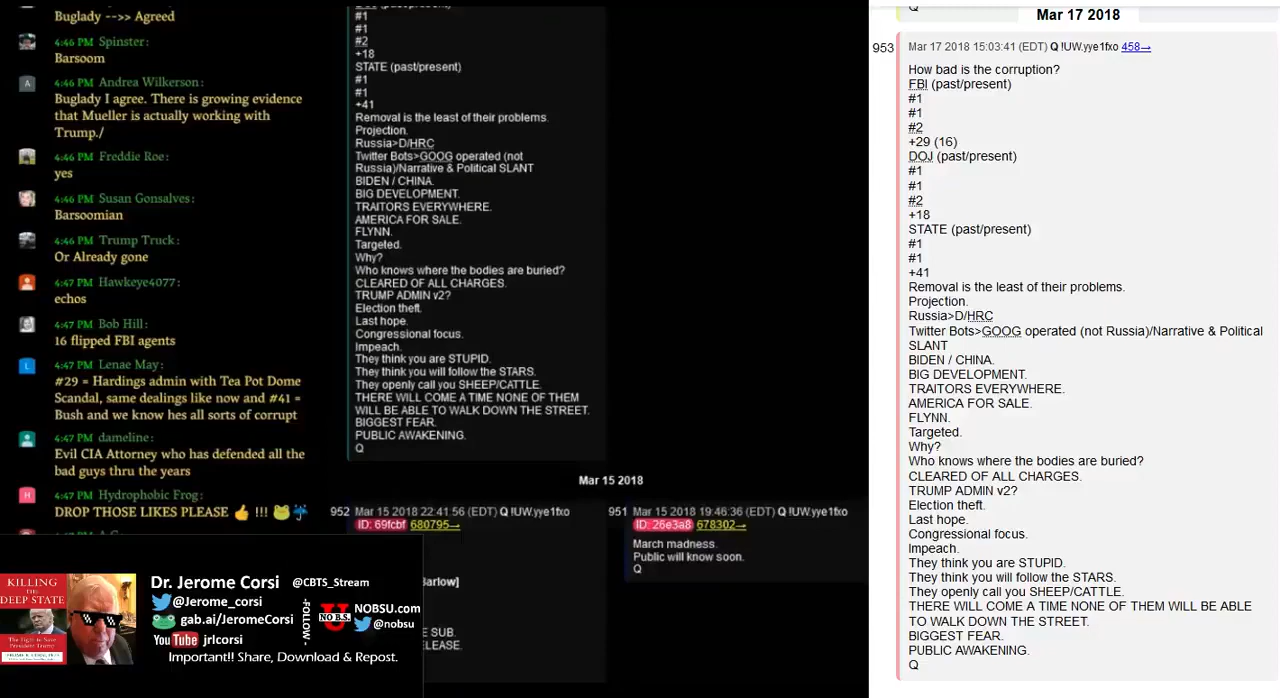 Buglady -->> Agreed
4:46 PM Spinster:
Barsoom
A 4:46 PM Andrea Wilkerson:
Buglady I agree. There is growing evidence
that Mueller is actually working with
Trump./
4:46 PM Freddie Roe:
yes
4:46 PM Susan Gonsalves:
Barsoomian
4:46 PM Trump Truck:
Or Already gone
4:47 PM Hawkeye4077:
echos
4:47 PM Bob Hill:
16 flipped FBI agents
L 4:47 PM Lenae May:
#29 = Hardings admin with Tea Pot Dome
Scandal, same dealings like now and #41 =
Bush and we know hes all sorts of corrupt
4:47 PM dameline:
Evil CIA Attorney who has defended all the
bad guys thru the years
H 4:47 PM Hydrophobic Frog:
DROP THOSE LIKES PLEASE 👍 !!! 🐸☔
KILLING
THE
DEEP STATE
The Fight to Save
President Trump
Dr. Jerome Corsi @CBTS_Stream
@Jerome_corsi
gab.ai/JeromeCorsi
YouTube jrlcorsi
-FOLLOW-
U
NO B.S.
NOBSU.com
@nobsu
Important!! Share, Download & Repost.
#1
#1
#2
+18
STATE (past/present)
#1
#1
+41
Removal is the least of their problems.
Projection.
Russia>D/HRC
Twitter Bots>GOOG operated (not
Russia)/Narrative & Political SLANT
BIDEN / CHINA.
BIG DEVELOPMENT.
TRAITORS EVERYWHERE.
AMERICA FOR SALE.
FLYNN.
Targeted.
Why?
Who knows where the bodies are buried?
CLEARED OF ALL CHARGES.
TRUMP ADMIN v2?
Election theft.
Last hope.
Congressional focus.
Impeach.
They think you are STUPID.
They think you will follow the STARS.
They openly call you SHEEP/CATTLE.
THERE WILL COME A TIME NONE OF THEM
WILL BE ABLE TO WALK DOWN THE STREET.
BIGGEST FEAR.
PUBLIC AWAKENING.
Q
Mar 15 2018
952 Mar 15 2018 22:41:56 (EDT) Q !UW.yye1fxo
ID: 69fcbf 680795→
Barlow]
E SUB.
ELEASE.
951 Mar 15 2018 19:46:36 (EDT) Q !UW.yye1fxo
ID: 26e3a8 678302→
March madness.
Public will know soon.
Q
Q
Mar 17 2018
953 Mar 17 2018 15:03:41 (EDT) Q !UW.yye1fxo 458→
How bad is the corruption?
FBI (past/present)
#1
#1
#2
+29 (16)
DOJ (past/present)
#1
#1
#2
+18
STATE (past/present)
#1
#1
+41
Removal is the least of their problems.
Projection.
Russia>D/HRC
Twitter Bots>GOOG operated (not Russia)/Narrative & Political
SLANT
BIDEN / CHINA.
BIG DEVELOPMENT.
TRAITORS EVERYWHERE.
AMERICA FOR SALE.
FLYNN.
Targeted.
Why?
Who knows where the bodies are buried?
CLEARED OF ALL CHARGES.
TRUMP ADMIN v2?
Election theft.
Last hope.
Congressional focus.
Impeach.
They think you are STUPID.
They think you will follow the STARS.
They openly call you SHEEP/CATTLE.
THERE WILL COME A TIME NONE OF THEM WILL BE ABLE
TO WALK DOWN THE STREET.
BIGGEST FEAR.
PUBLIC AWAKENING.
Q